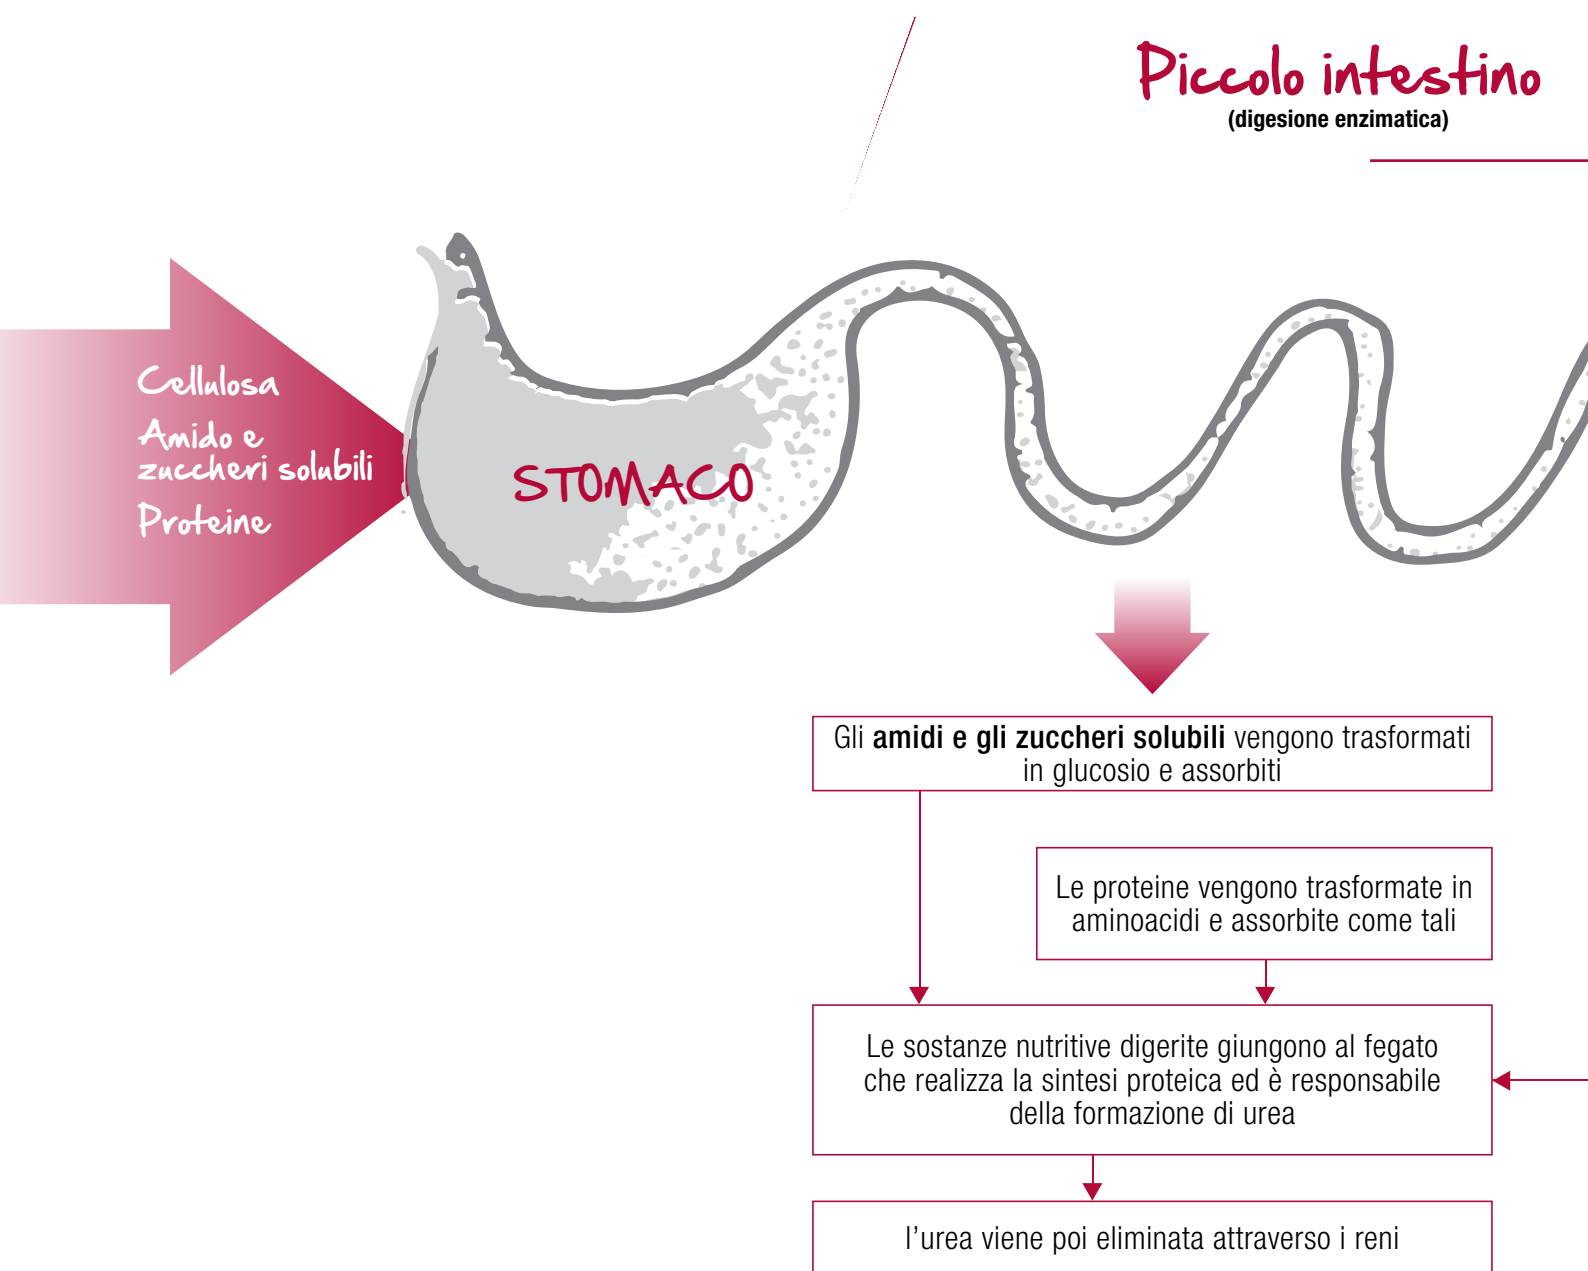 Piccolo intestino
(digesione enzimatica)
Cellulosa
Amido e
zuccheri solubili
Proteine
STOMACO
Gli amidi e gli zuccheri solubili vengono trasformati
in glucosio e assorbiti
Le proteine vengono trasformate in
aminoacidi e assorbite come tali
Le sostanze nutritive digerite giungono al fegato
che realizza la sintesi proteica ed è responsabile
della formazione di urea
l'urea viene poi eliminata attraverso i reni